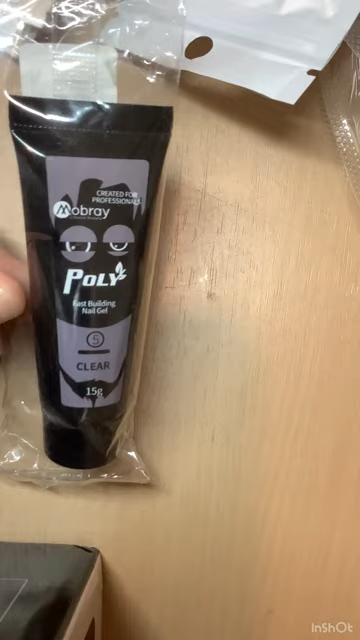 CREATED FOR
PROFESSIONALS
Mobray
POLY
Fast Building
Nail Gel
5
CLEAR
15g
InShOt